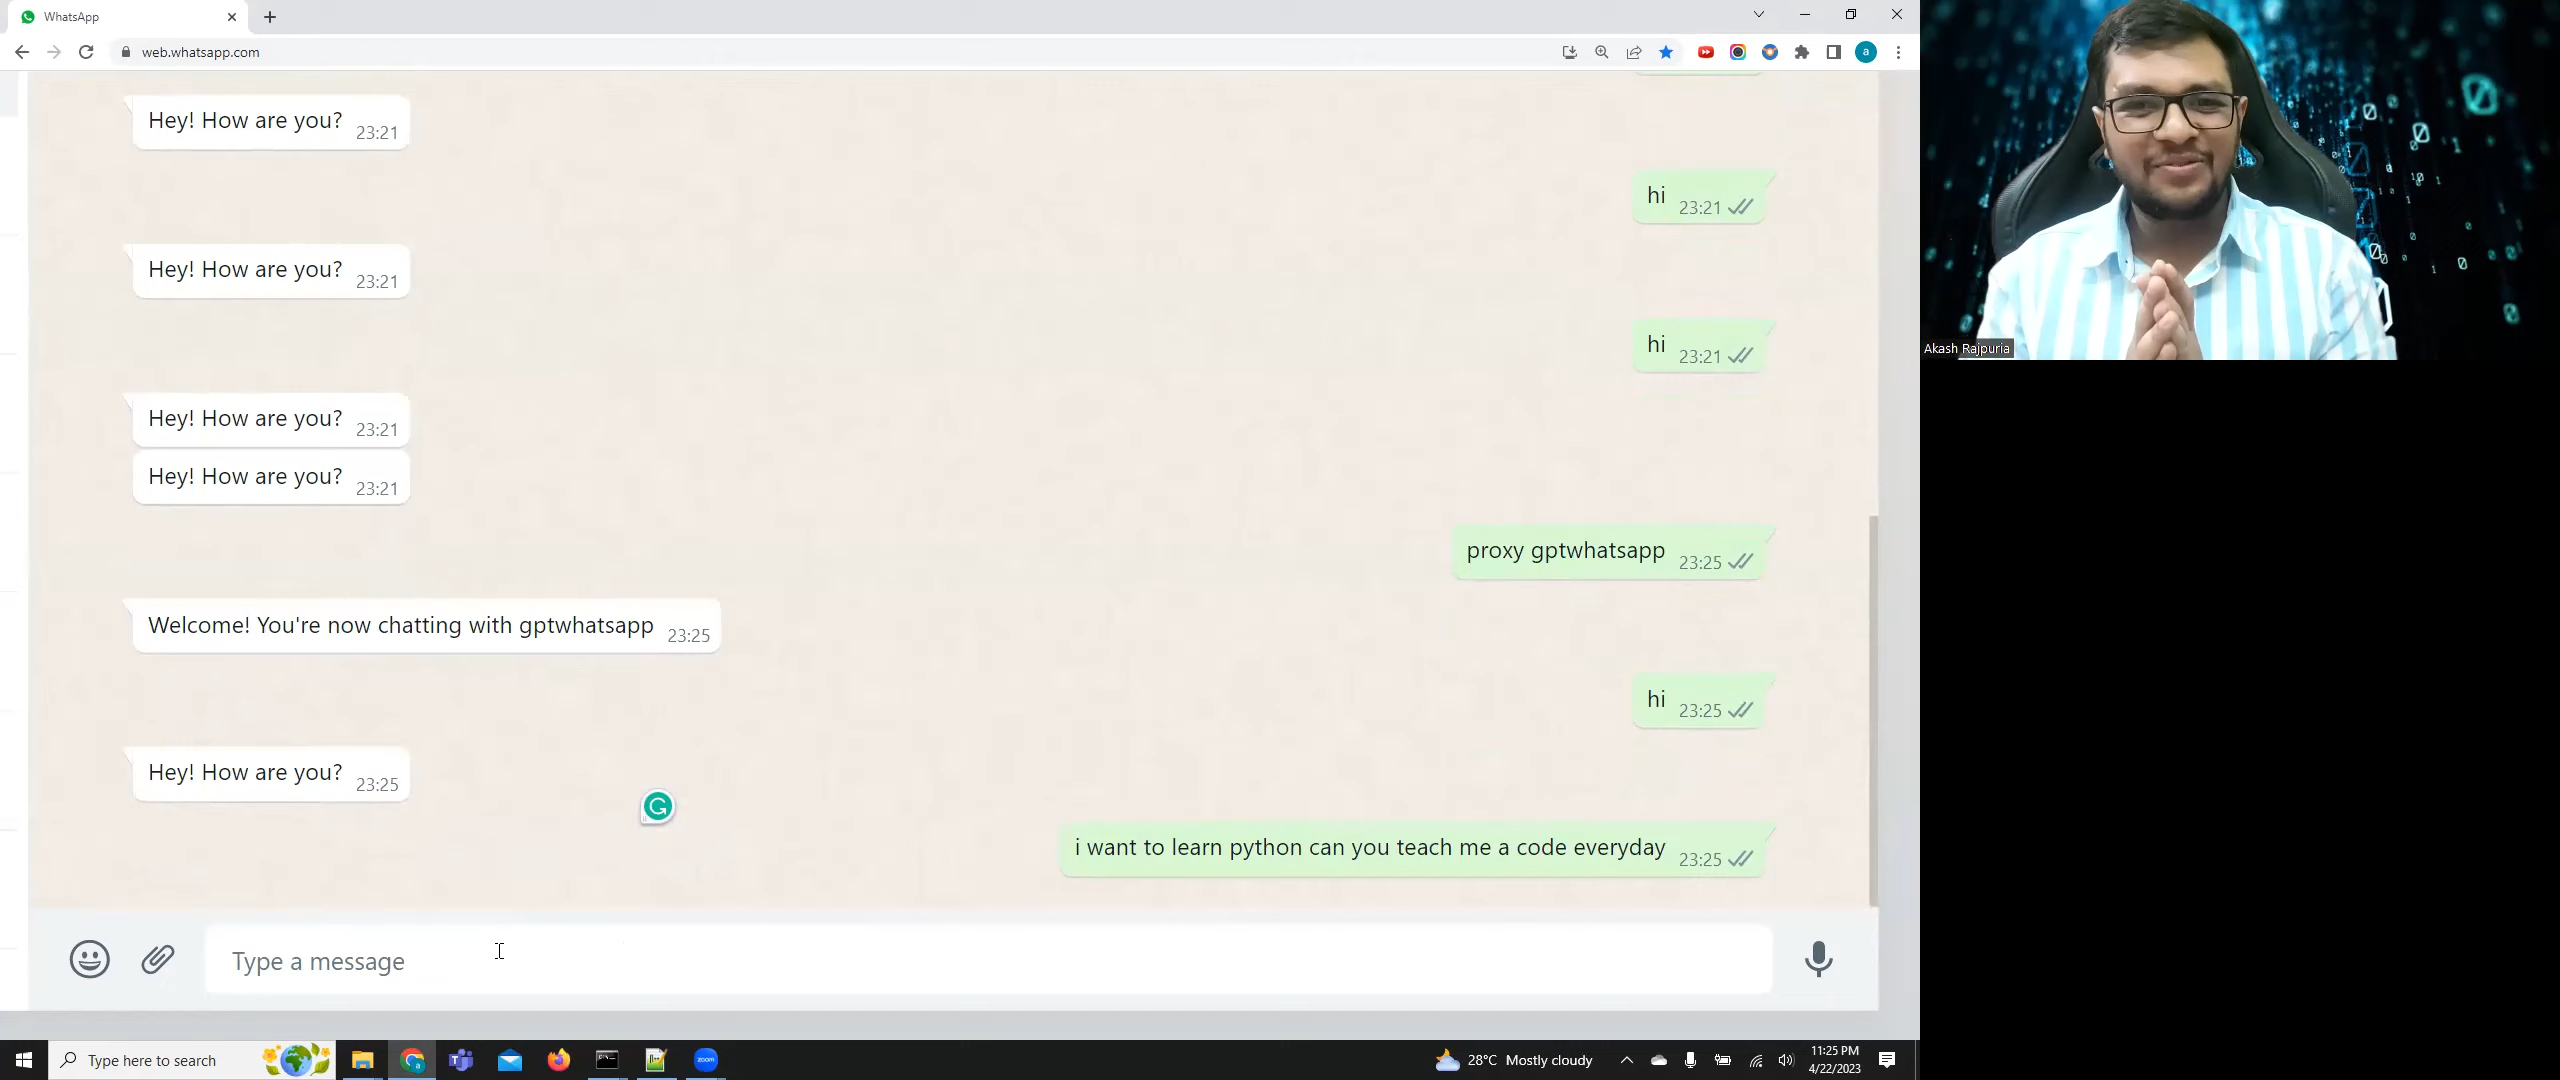 WhatsApp
web.whatsapp.com
a
Hey! How are you? 23:21
hi 23:21
Hey! How are you? 23:21
hi 23:21
Hey! How are you? 23:21
Hey! How are you? 23:21
proxy gptwhatsapp 23:25
Welcome! You're now chatting with gptwhatsapp 23:25
hi 23:25
Hey! How are you? 23:25
G
i want to learn python can you teach me a code everyday 23:25
Type a message
Akash Rajpuria
Type here to search
zoom
28°C Mostly cloudy
11:25 PM
4/22/2023